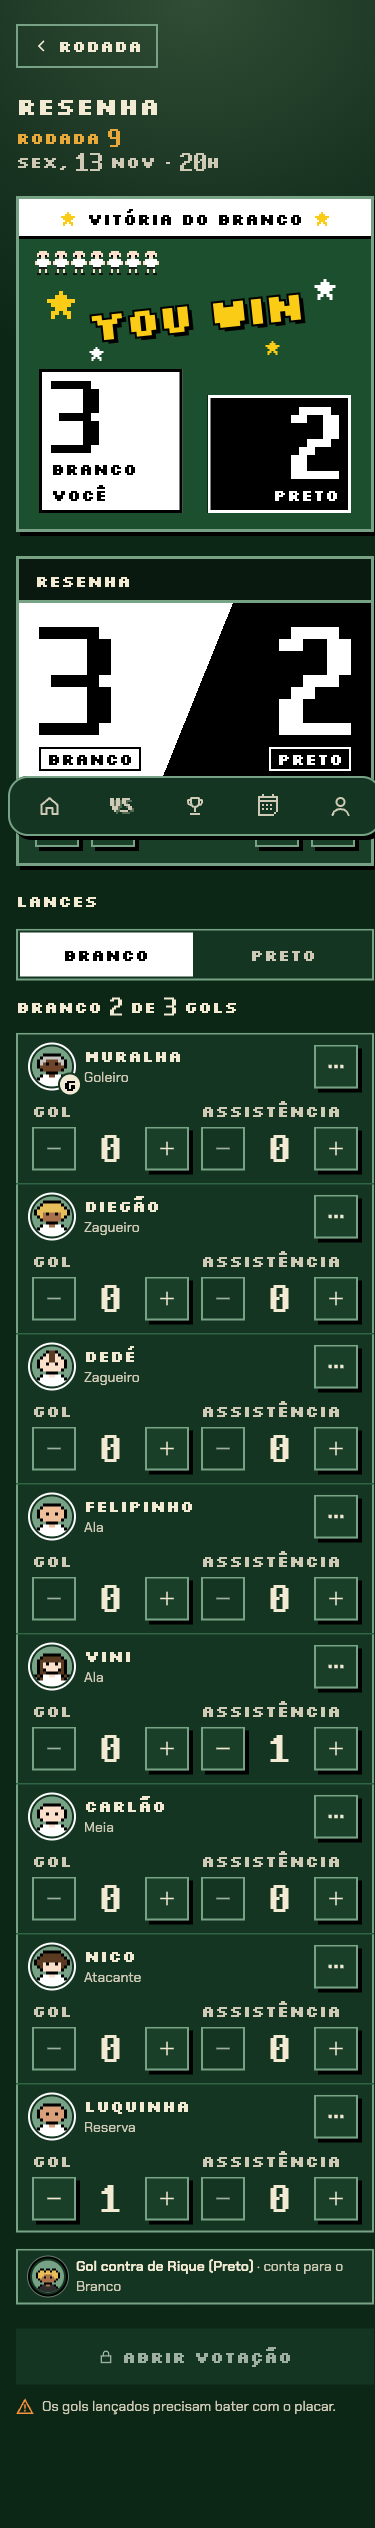 RODADA
RESENHA
RODADA 9
SEX, 13 NOV · 20H
VITÓRIA DO BRANCO
YOU WIN
3
BRANCO
VOCÊ
2
PRETO
RESENHA
3
BRANCO
2
PRETO
VS
LANCES
BRANCO PRETO
BRANCO 2 DE 3 GOLS
MURALHA
G
Goleiro
...
GOL ASSISTÊNCIA
− 0 + − 0 +
DIEGÃO
Zagueiro
...
GOL ASSISTÊNCIA
− 0 + − 0 +
DEDÉ
Zagueiro
...
GOL ASSISTÊNCIA
− 0 + − 0 +
FELIPINHO
Ala
...
GOL ASSISTÊNCIA
− 0 + − 0 +
VINI
Ala
...
GOL ASSISTÊNCIA
− 0 + − 1 +
CARLÃO
Meia
...
GOL ASSISTÊNCIA
− 0 + − 0 +
NICO
Atacante
...
GOL ASSISTÊNCIA
− 0 + − 0 +
LUQUINHA
Reserva
...
GOL ASSISTÊNCIA
− 1 + − 0 +
Gol contra de Rique (Preto) · conta para o
Branco
ABRIR VOTAÇÃO
Os gols lançados precisam bater com o placar.